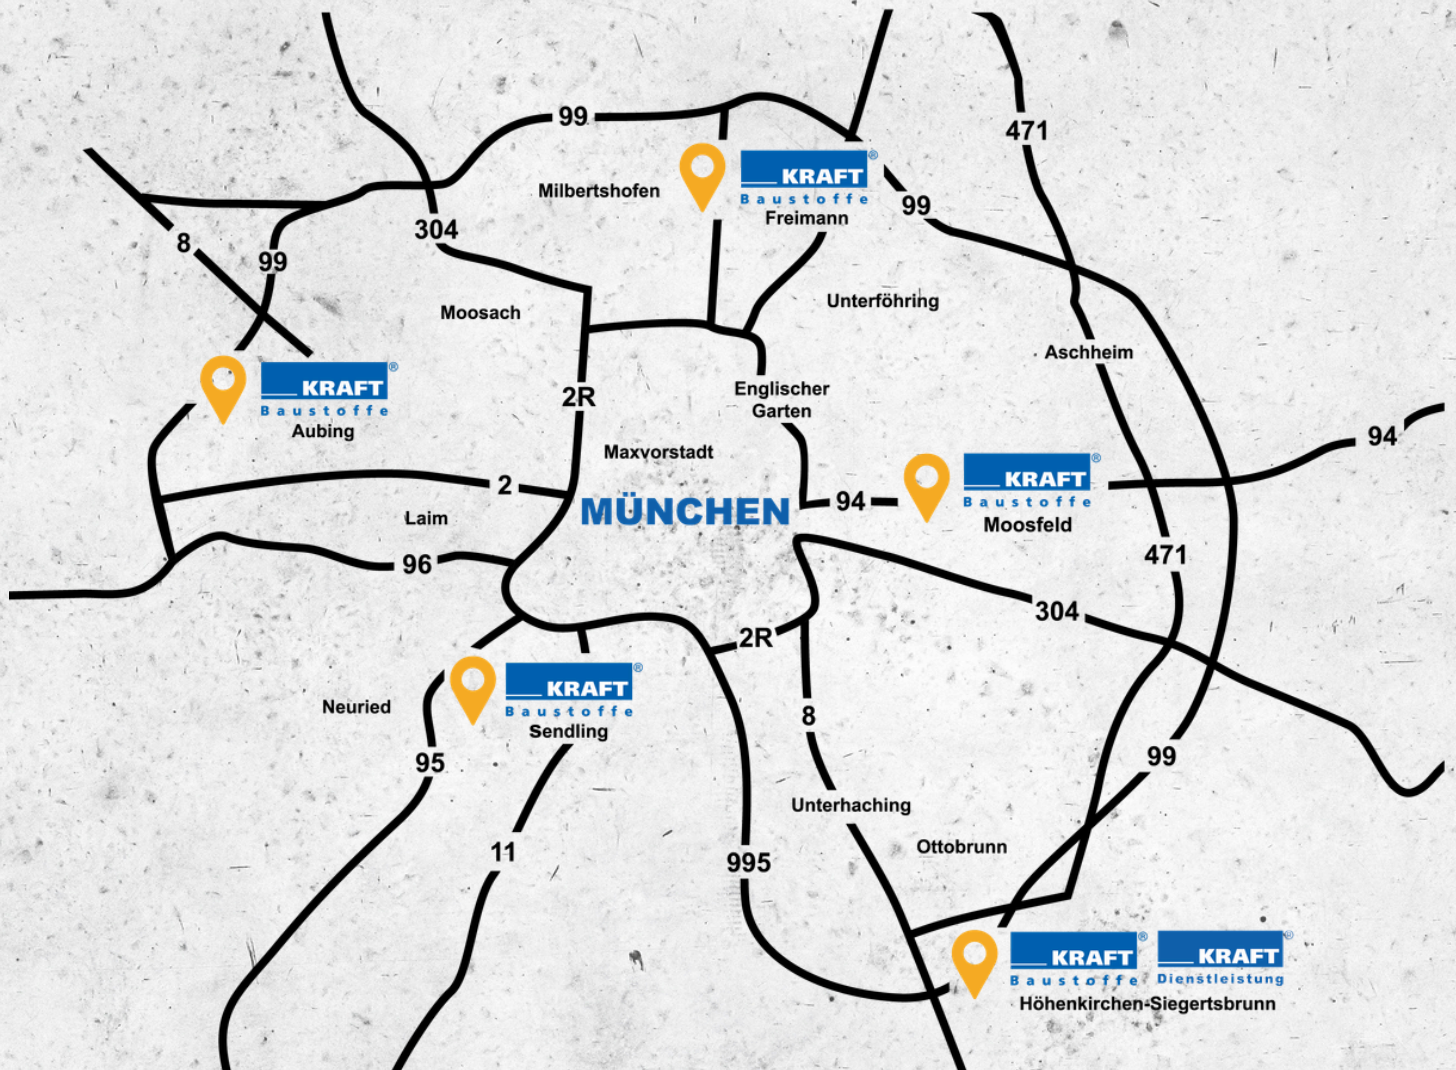 99
471
KRAFT®
Baustoffe
Freimann
Milbertshofen
99
304
8
99
Unterföhring
Moosach
Aschheim
KRAFT®
Baustoffe
Aubing
2R
Englischer
Garten
94
Maxvorstadt
KRAFT®
Baustoffe
Moosfeld
2
94
MÜNCHEN
Laim
471
96
304
2R
KRAFT®
Baustoffe
Sendling
Neuried
8
95
99
Unterhaching
11
995
Ottobrunn
KRAFT®
Baustoffe
KRAFT®
Dienstleistung
Höhenkirchen-Siegertsbrunn